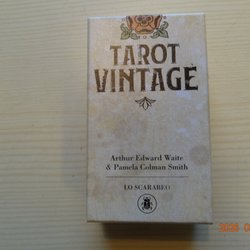 TAROT
VINTAGE
Arthur Edward Waite
& Pamela Colman Smith
LO SCARABEO